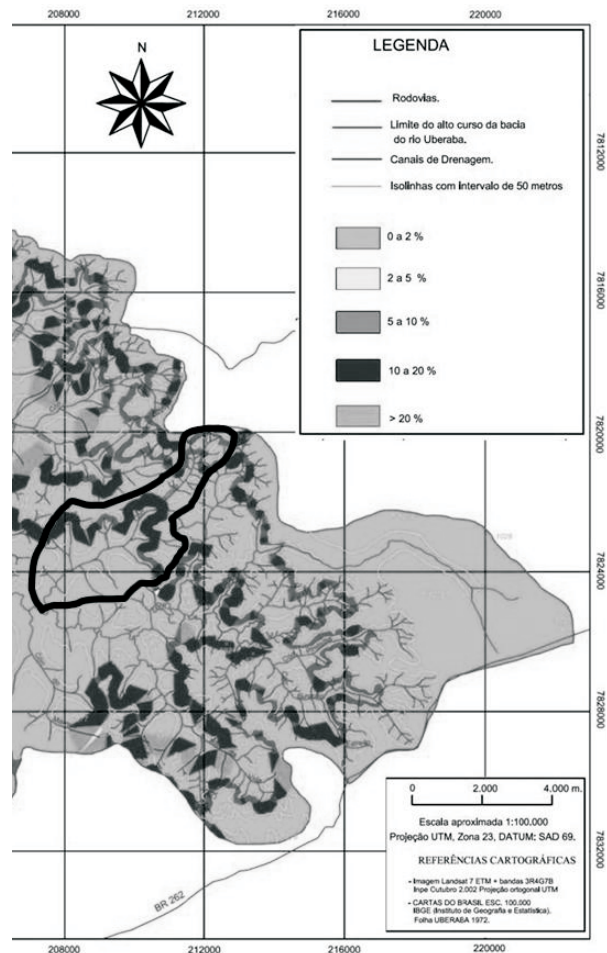 208000
212000
216000
220000
N
LEGENDA
Rodovias.
Limite do alto curso da bacia
do rio Uberaba.
Canais de Drenagem.
Isolinhas com intervalo de 50 metros
0 a 2 %
2 a 5 %
5 a 10 %
10 a 20 %
> 20 %
7812000
7816000
7820000
7824000
7828000
7832000
0 2.000 4.000 m.
Escala aproximada 1:100.000
Projeção UTM, Zona 23, DATUM: SAD 69.
REFERÊNCIAS CARTOGRÁFICAS
- Imagem Landsat 7 ETM + bandas 3R4G7B
Inpe Outubro 2.002 Projeção ortogonal UTM
- CARTAS DO BRASIL ESC. 100.000
IBGE (Instituto de Geografia e Estatística).
Folha UBERABA 1972.
BR 262
208000
212000
216000
220000